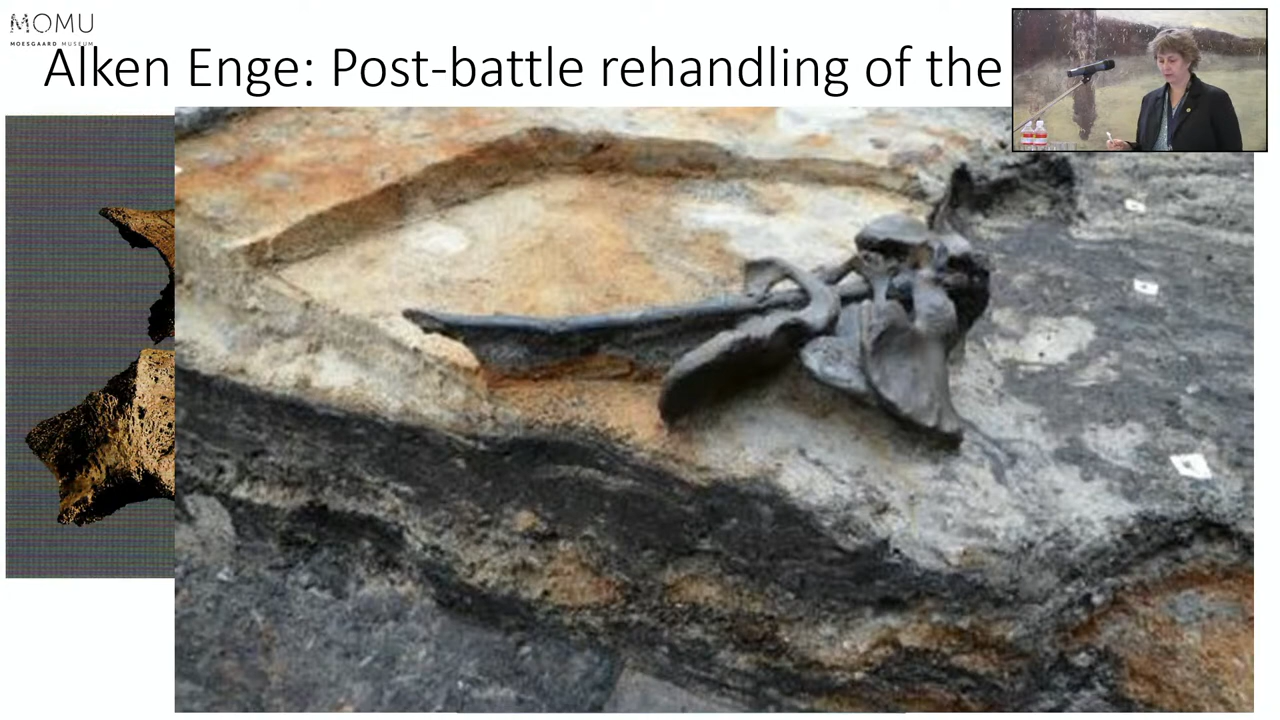 MOMU
MOESGAARD MUSEUM
Alken Enge: Post-battle rehandling of the